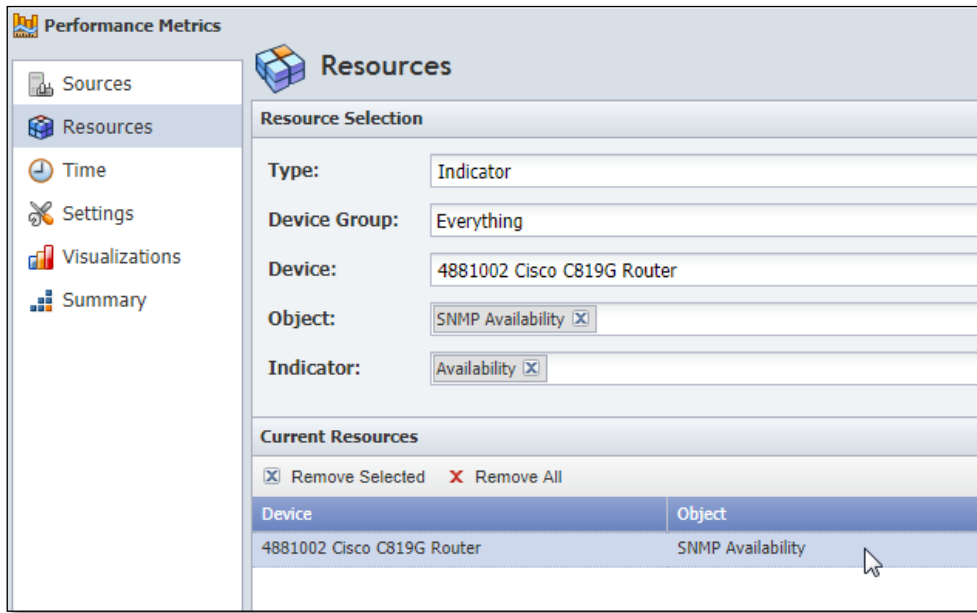 Performance Metrics
Sources
Resources
Time
Settings
Visualizations
Summary
Resources
Resource Selection
Type: Indicator
Device Group: Everything
Device: 4881002 Cisco C819G Router
Object: SNMP Availability
Indicator: Availability
Current Resources
Remove Selected Remove All
Device Object
4881002 Cisco C819G Router SNMP Availability